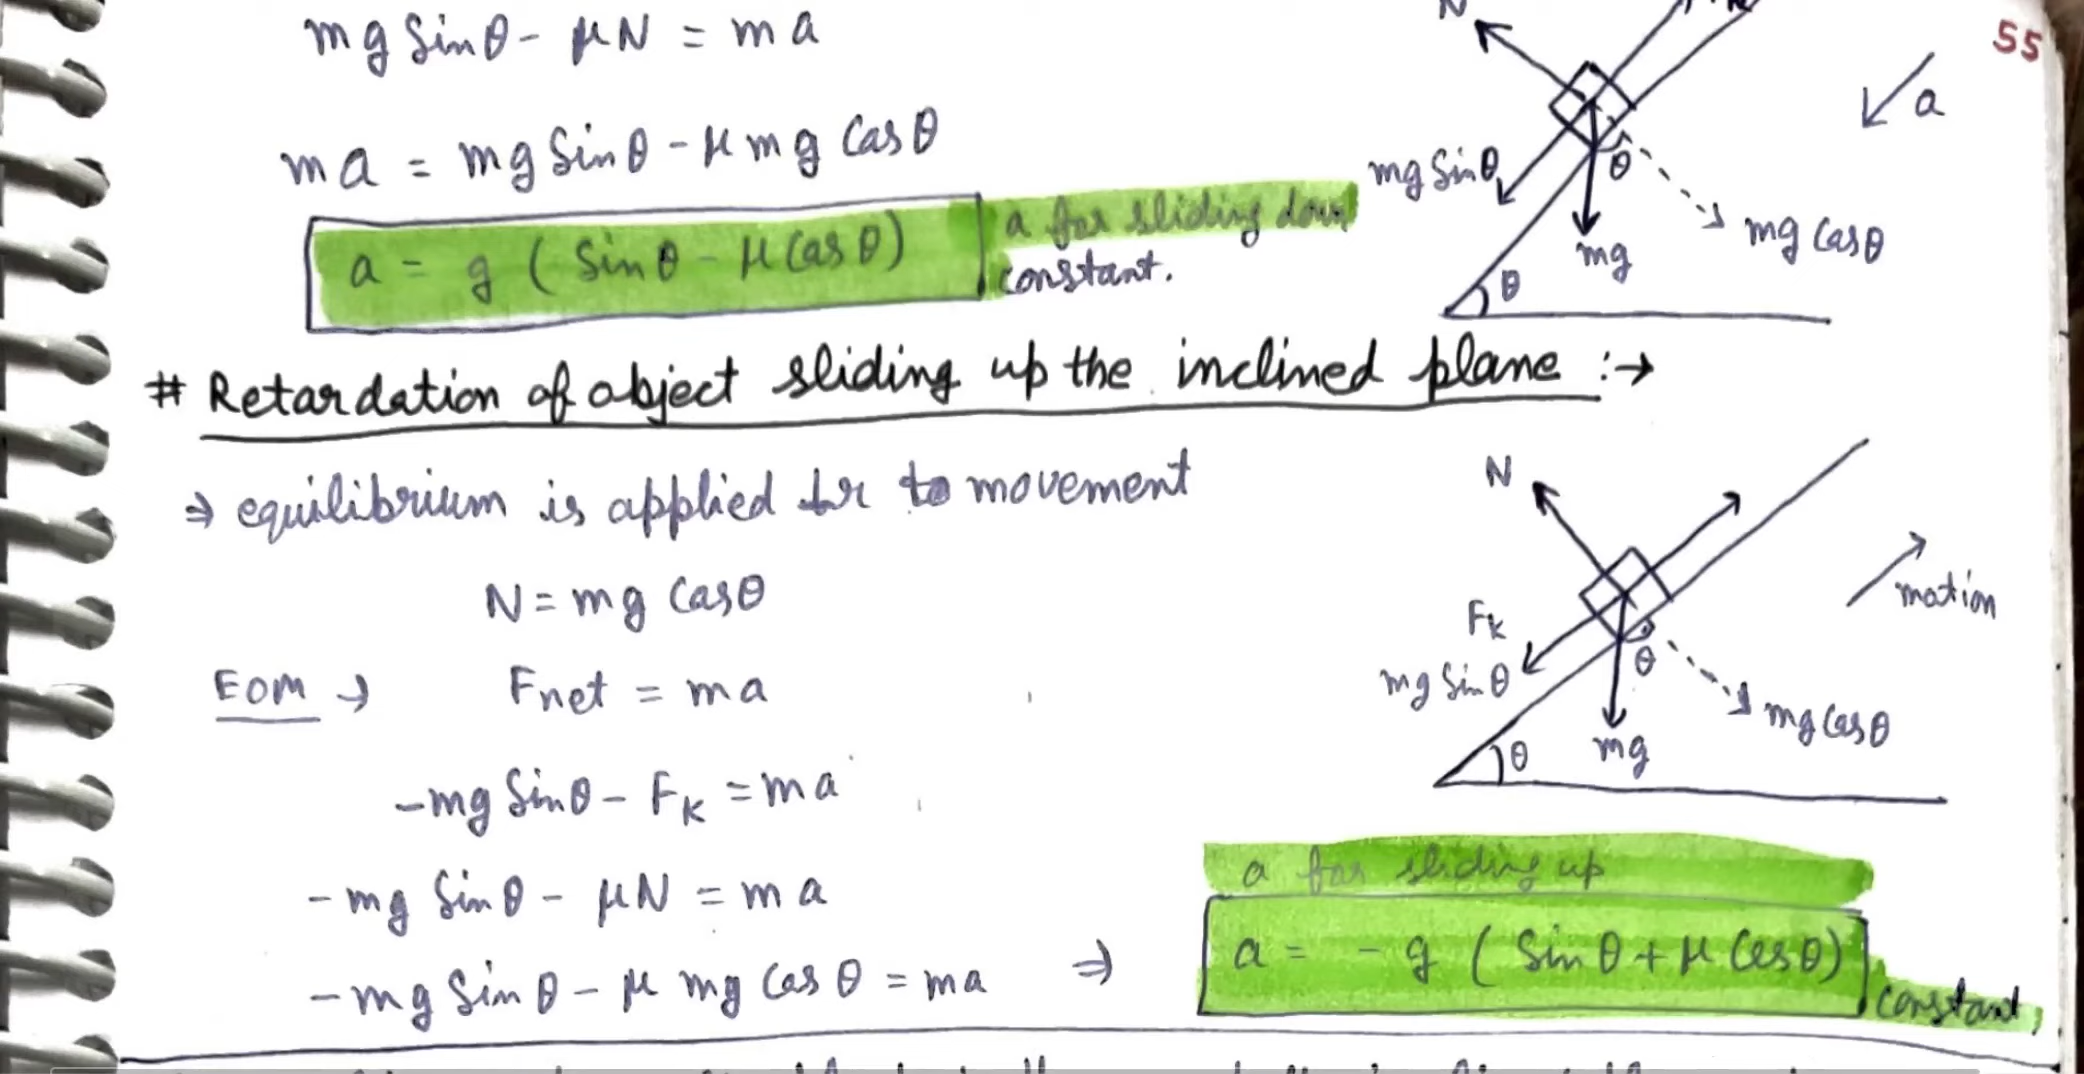 55
mg Sinθ - μN = ma
N
a
ma = mg Sinθ - μ mg Cosθ
mg Sinθ
θ
mg Cosθ
mg
θ
a = g ( Sinθ - μ Cosθ)
a for sliding down
constant.
# Retardation of object sliding up the inclined plane :→
⇒ equilibrium is applied to movement
N
motion
N = mg Cosθ
Fk
mg Sinθ
θ
mg Cosθ
mg
θ
EOM → Fnet = ma
-mg Sinθ - Fk = ma
-mg Sinθ - μN = ma
a for sliding up
-mg Sinθ - μ mg Cosθ = ma ⇒ a = - g ( Sinθ + μ Cosθ)
constant,